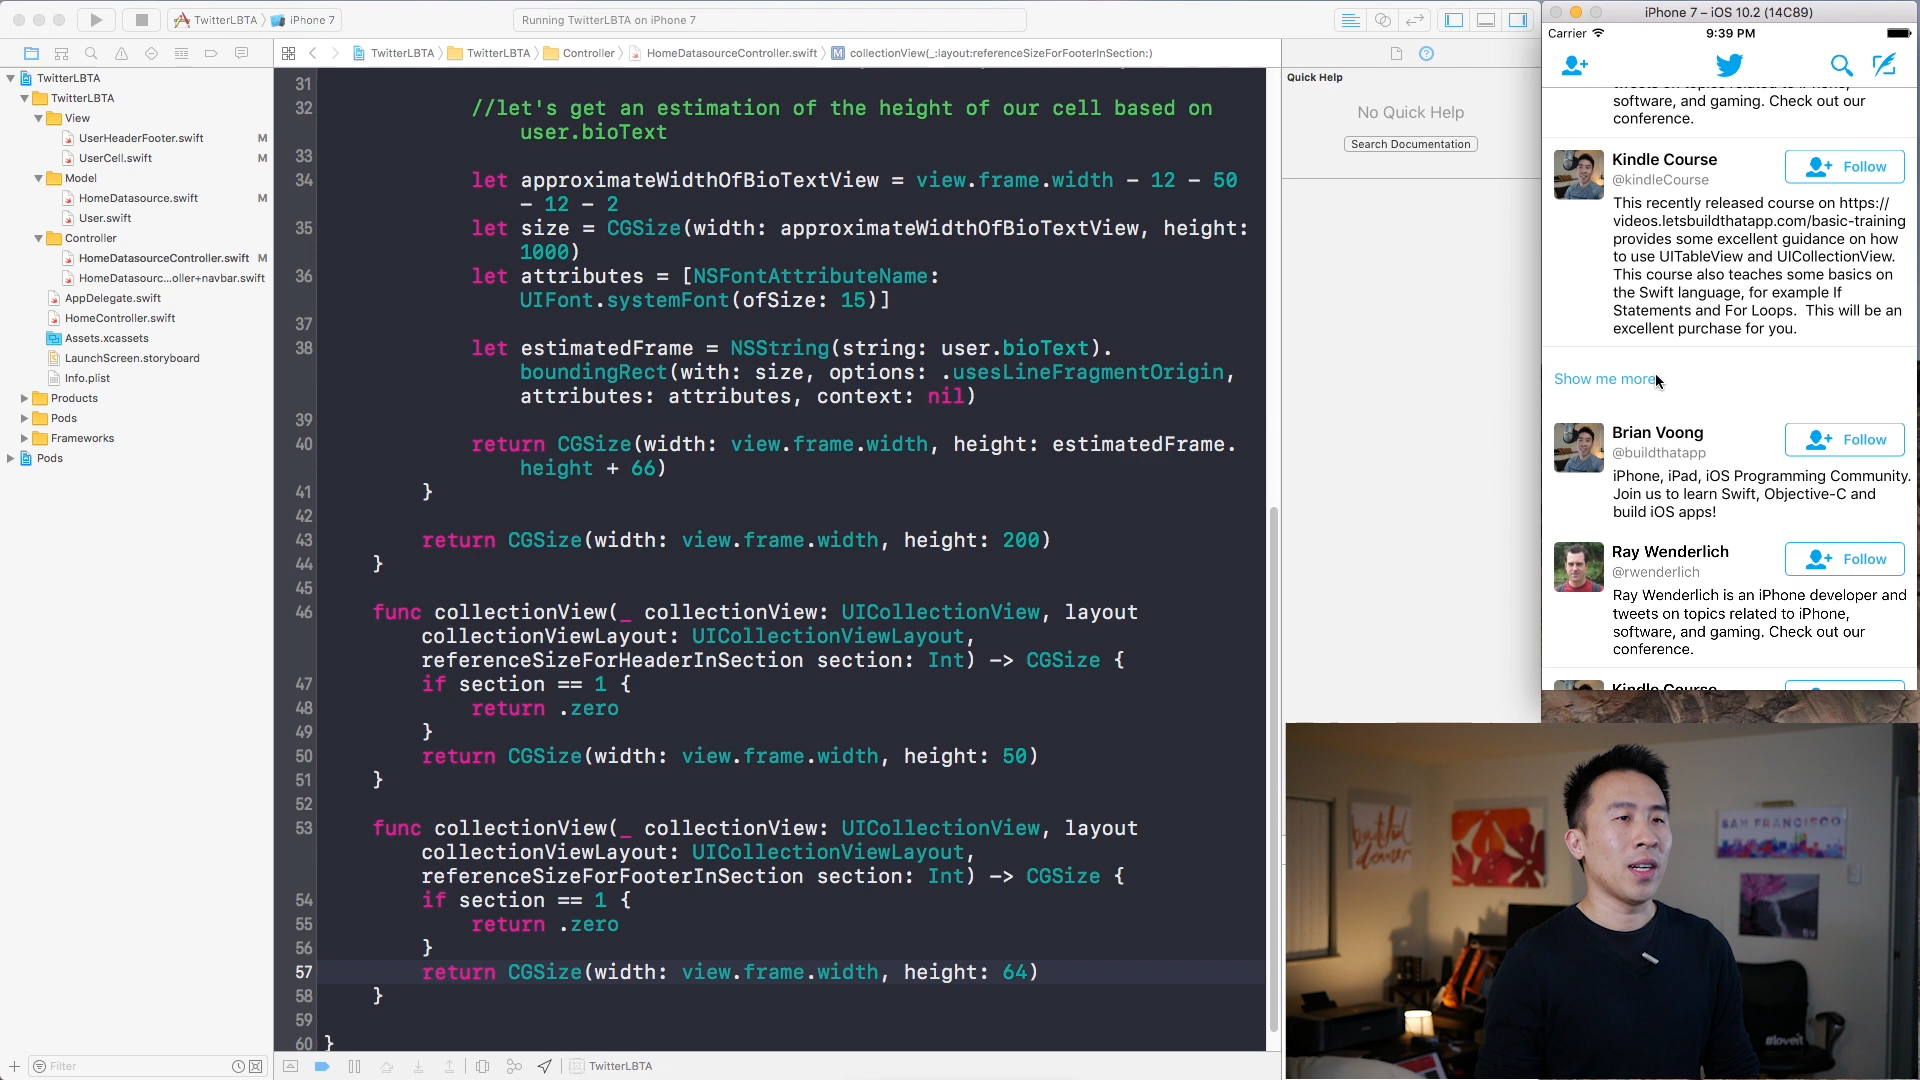 TwitterLBTA
iPhone 7
Running TwitterLBTA on iPhone 7
TwitterLBTA
TwitterLBTA
Controller
HomeDatasourceController.swift
collectionView(_:layout:referenceSizeForFooterInSection:)
TwitterLBTA
TwitterLBTA
View
UserHeaderFooter.swift M
UserCell.swift M
Model
HomeDatasource.swift M
User.swift
Controller
HomeDatasourceController.swift M
HomeDatasourc...oller+navbar.swift
AppDelegate.swift
HomeController.swift
Assets.xcassets
LaunchScreen.storyboard
Info.plist
Products
Pods
Frameworks
Pods
Filter
31
32 //let's get an estimation of the height of our cell based on
user.bioText
33
34 let approximateWidthOfBioTextView = view.frame.width - 12 - 50
- 12 - 2
35 let size = CGSize(width: approximateWidthOfBioTextView, height:
1000)
36 let attributes = [NSFontAttributeName:
UIFont.systemFont(ofSize: 15)]
37
38 let estimatedFrame = NSString(string: user.bioText).
boundingRect(with: size, options: .usesLineFragmentOrigin,
attributes: attributes, context: nil)
39
40 return CGSize(width: view.frame.width, height: estimatedFrame.
height + 66)
41 }
42
43 return CGSize(width: view.frame.width, height: 200)
44 }
45
46 func collectionView(_ collectionView: UICollectionView, layout
collectionViewLayout: UICollectionViewLayout,
referenceSizeForHeaderInSection section: Int) -> CGSize {
47 if section == 1 {
48 return .zero
49 }
50 return CGSize(width: view.frame.width, height: 50)
51 }
52
53 func collectionView(_ collectionView: UICollectionView, layout
collectionViewLayout: UICollectionViewLayout,
referenceSizeForFooterInSection section: Int) -> CGSize {
54 if section == 1 {
55 return .zero
56 }
57 return CGSize(width: view.frame.width, height: 64)
58 }
59
60 }
TwitterLBTA
Quick Help
No Quick Help
Search Documentation
iPhone 7 – iOS 10.2 (14C89)
Carrier 9:39 PM
software, and gaming. Check out our
conference.
Kindle Course
@kindleCourse
Follow
This recently released course on https://
videos.letsbuildthatapp.com/basic-training
provides some excellent guidance on how
to use UITableView and UICollectionView.
This course also teaches some basics on
the Swift language, for example If
Statements and For Loops. This will be an
excellent purchase for you.
Show me more
Brian Voong
@buildthatapp
Follow
iPhone, iPad, iOS Programming Community.
Join us to learn Swift, Objective-C and
build iOS apps!
Ray Wenderlich
@rwenderlich
Follow
Ray Wenderlich is an iPhone developer and
tweets on topics related to iPhone,
software, and gaming. Check out our
conference.
Kindle Course
SAN FRANCISCO
#loveit